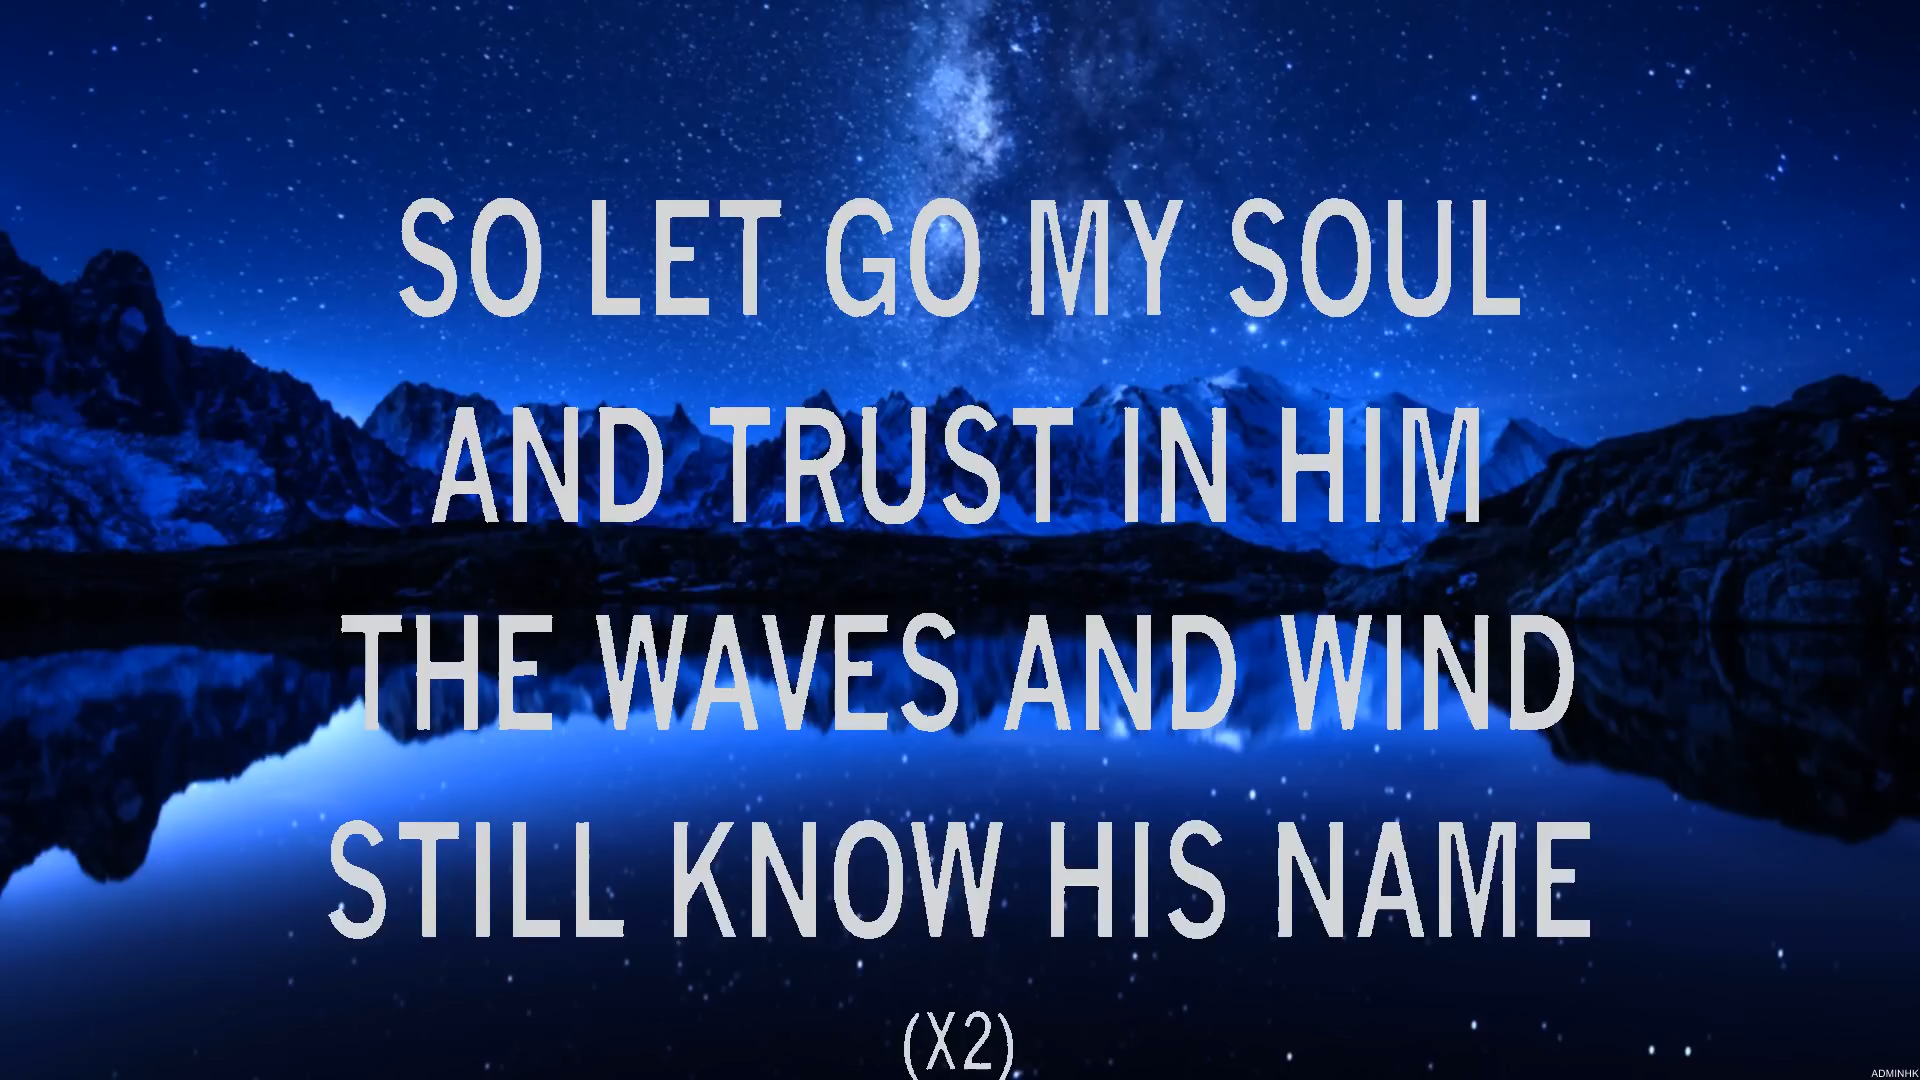 SO LET GO MY SOUL
AND TRUST IN HIM
THE WAVES AND WIND
STILL KNOW HIS NAME
(X2)
ADMINHK